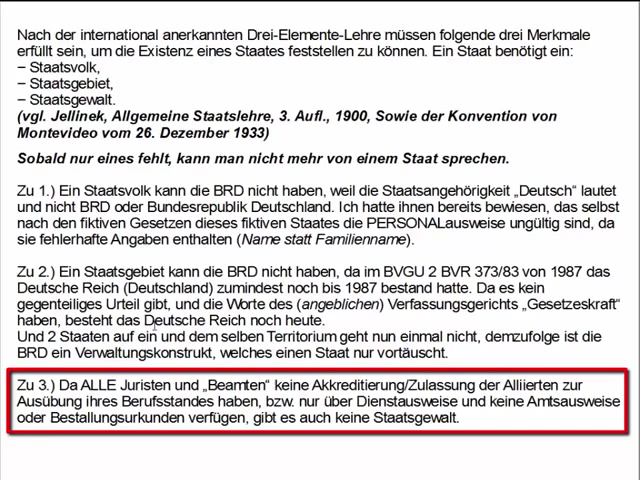 Nach der international anerkannten Drei-Elemente-Lehre müssen folgende drei Merkmale
erfüllt sein, um die Existenz eines Staates feststellen zu können. Ein Staat benötigt ein:
− Staatsvolk,
− Staatsgebiet,
− Staatsgewalt.
(vgl. Jellinek, Allgemeine Staatslehre, 3. Aufl., 1900, Sowie der Konvention von
Montevideo vom 26. Dezember 1933)
Sobald nur eines fehlt, kann man nicht mehr von einem Staat sprechen.
Zu 1.) Ein Staatsvolk kann die BRD nicht haben, weil die Staatsangehörigkeit „Deutsch“ lautet
und nicht BRD oder Bundesrepublik Deutschland. Ich hatte ihnen bereits bewiesen, das selbst
nach den fiktiven Gesetzen dieses fiktiven Staates die PERSONALausweise ungültig sind, da
sie fehlerhafte Angaben enthalten (Name statt Familienname).
Zu 2.) Ein Staatsgebiet kann die BRD nicht haben, da im BVGU 2 BVR 373/83 von 1987 das
Deutsche Reich (Deutschland) zumindest noch bis 1987 bestand hatte. Da es kein
gegenteiliges Urteil gibt, und die Worte des (angeblichen) Verfassungsgerichts „Gesetzeskraft“
haben, besteht das Deutsche Reich noch heute.
Und 2 Staaten auf ein und dem selben Territorium geht nun einmal nicht, demzufolge ist die
BRD ein Verwaltungskonstrukt, welches einen Staat nur vortäuscht.
Zu 3.) Da ALLE Juristen und „Beamten“ keine Akkreditierung/Zulassung der Alliierten zur
Ausübung ihres Berufsstandes haben, bzw. nur über Dienstausweise und keine Amtsausweise
oder Bestallungsurkunden verfügen, gibt es auch keine Staatsgewalt.